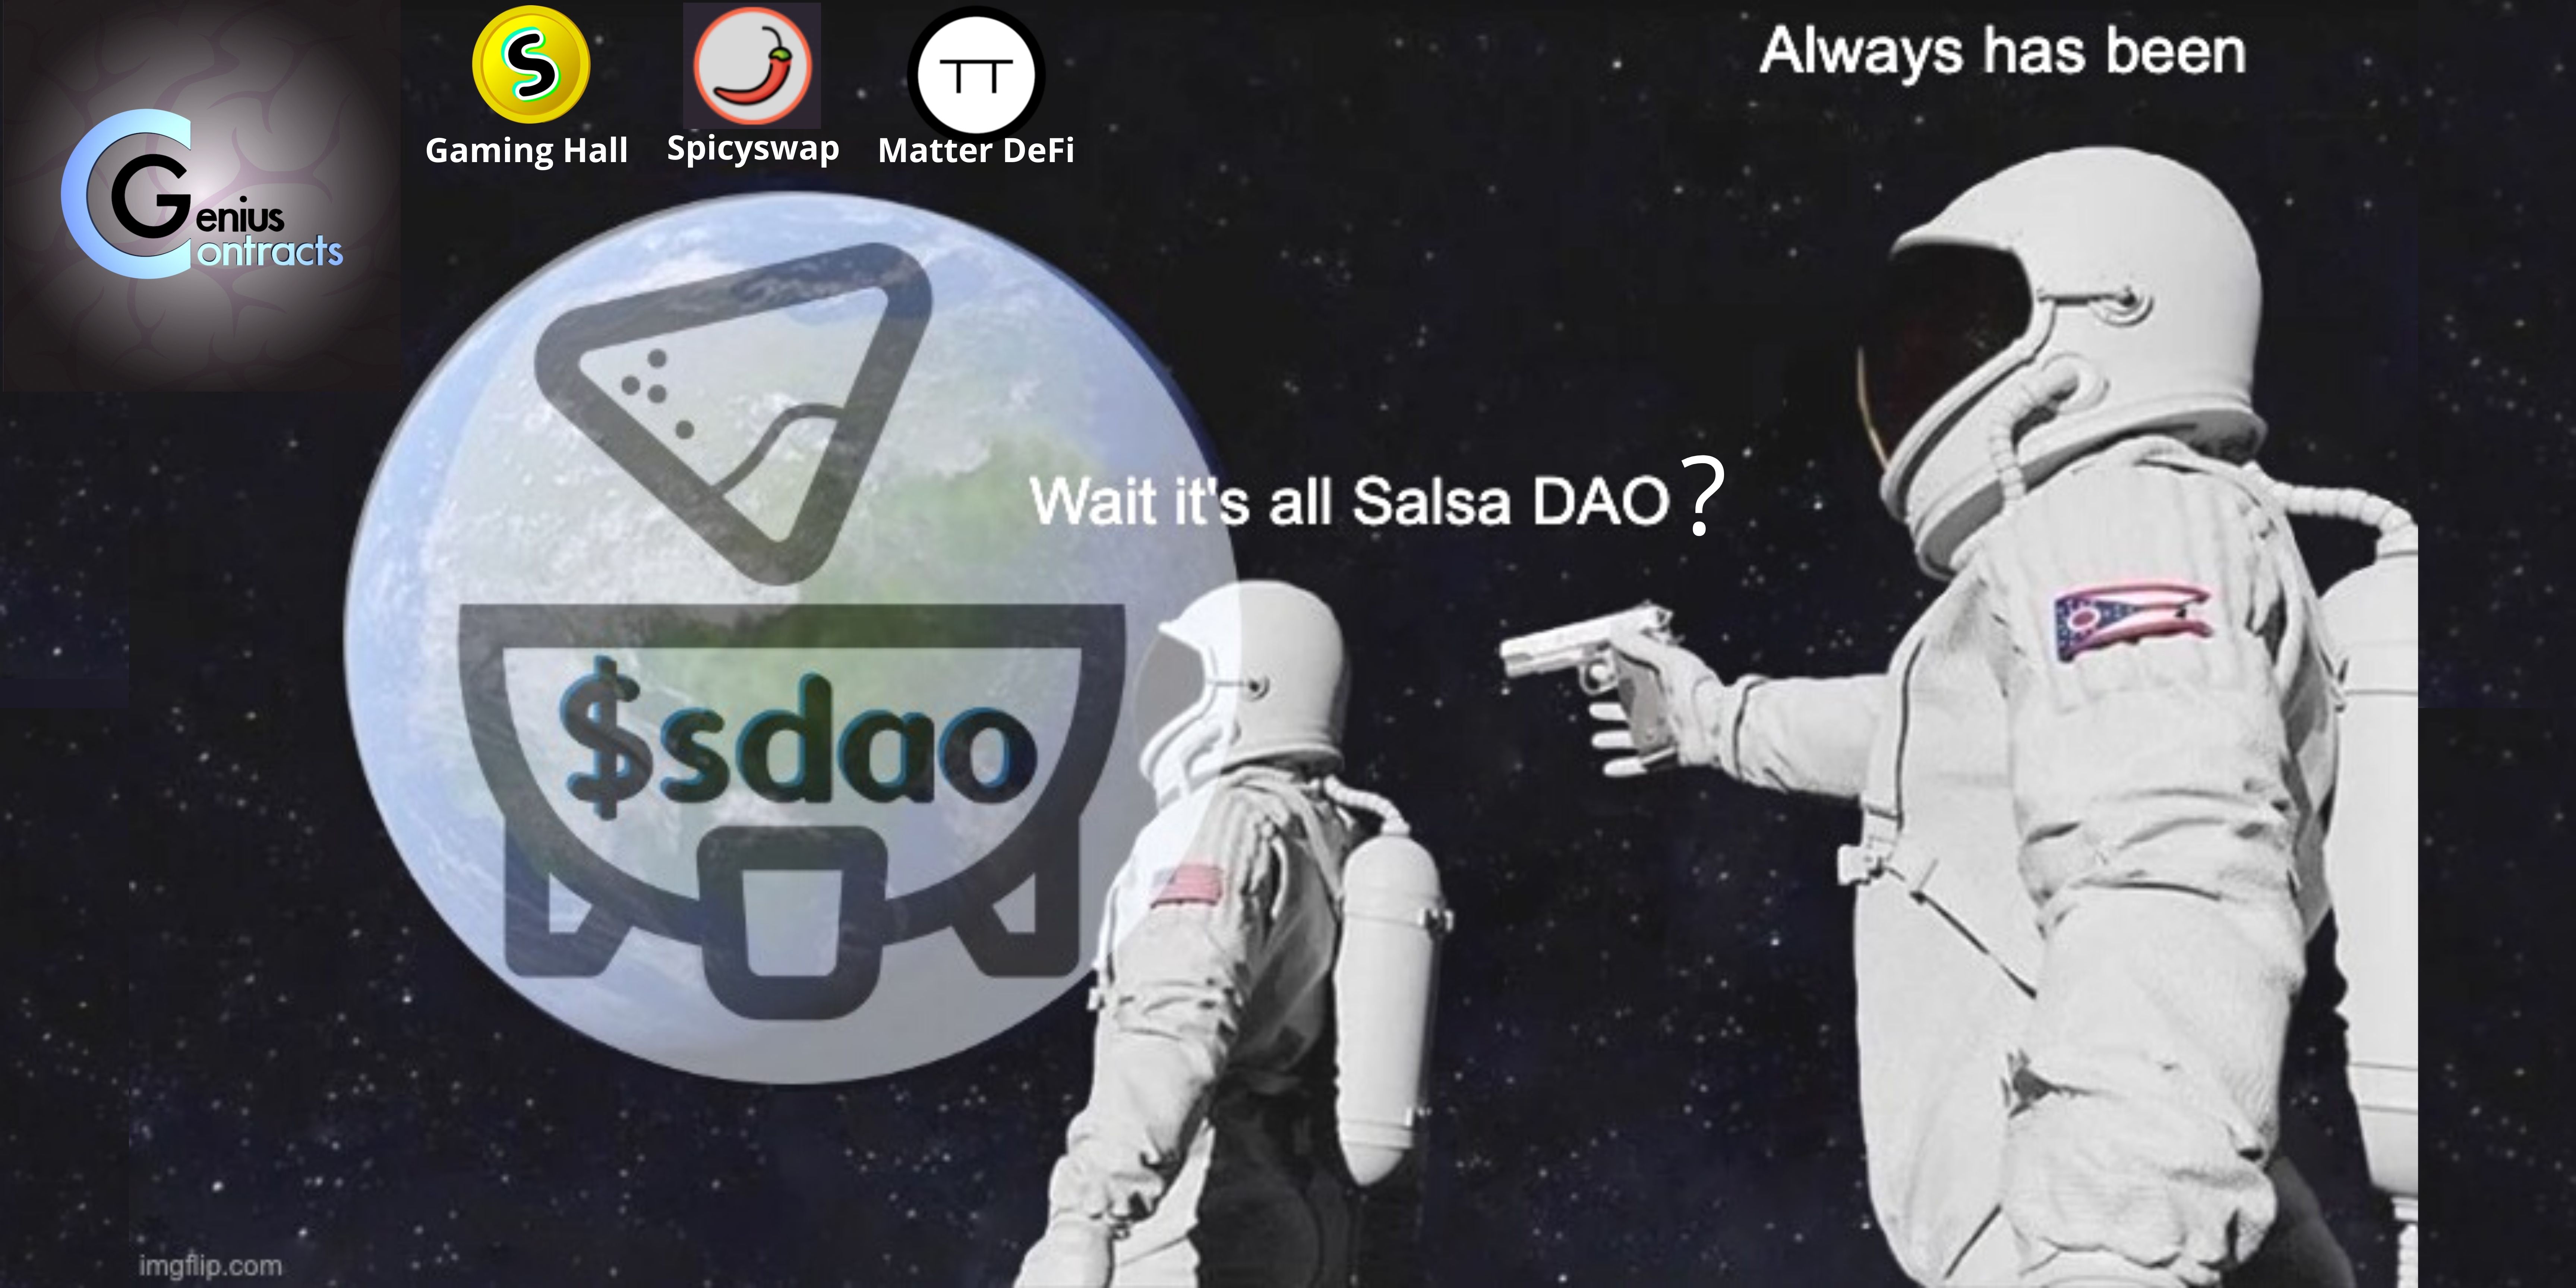 Always has been
Genius
Contracts
Gaming Hall
Spicyswap
Matter DeFi
Wait it's all Salsa DAO?
$sdao
imgflip.com